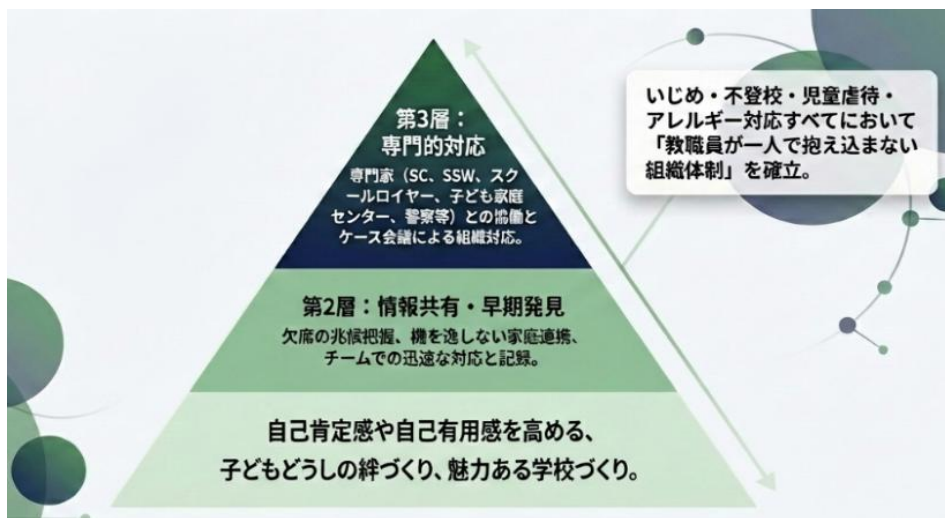 第3層：
専門的対応
専門家（SC、SSW、スク
ールロイヤー、子ども家庭
センター、警察等）との協働と
ケース会議による組織対応。
いじめ・不登校・児童虐待・
アレルギー対応すべてにおいて
「教職員が一人で抱え込まない
組織体制」を確立。
第2層：情報共有・早期発見
欠席の兆候把握、機を逸しない家庭連携、
チームでの迅速な対応と記録。
自己肯定感や自己有用感を高める、
子どもどうしの絆づくり、魅力ある学校づくり。